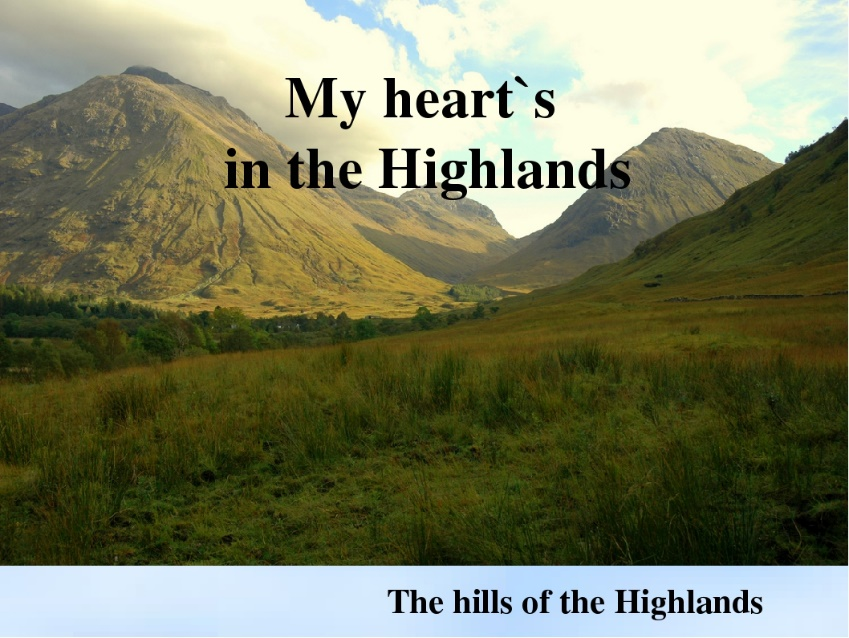 My heart`s
in the Highlands
The hills of the Highlands